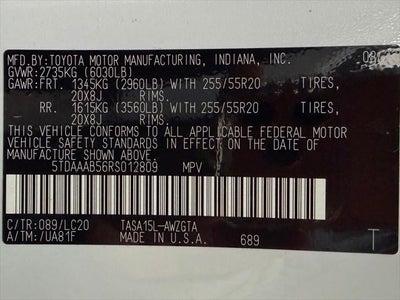 MFD.BY:TOYOTA MOTOR MANUFACTURING, INDIANA, INC.
GVWR:2735KG (6030LB)
GAWR:FRT. 1345KG (2960LB) WITH 255/55R20 TIRES,
20X8J RIMS.
RR. 1615KG (3560LB) WITH 255/55R20 TIRES,
20X8J RIMS.
THIS VEHICLE CONFORMS TO ALL APPLICABLE FEDERAL MOTOR
VEHICLE SAFETY STANDARDS IN EFFECT ON THE DATE OF
MANUFACTURE SHOWN ABOVE.
5TDAAAB56RS012809 MPV
C/TR:089/LC20 TASA15L-AWZGTA
A/TM:/UA81F MADE IN U.S.A. 689 T